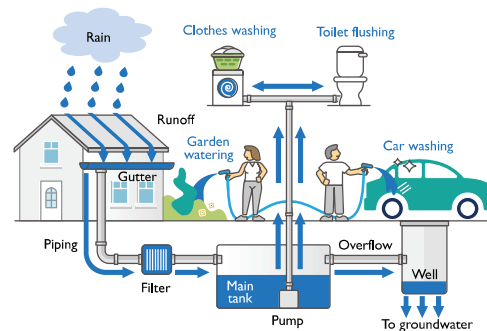 Rain
Clothes washing
Toilet flushing
Runoff
Garden
watering
Car washing
Gutter
Piping
Filter
Main
tank
Pump
Overflow
Well
To groundwater